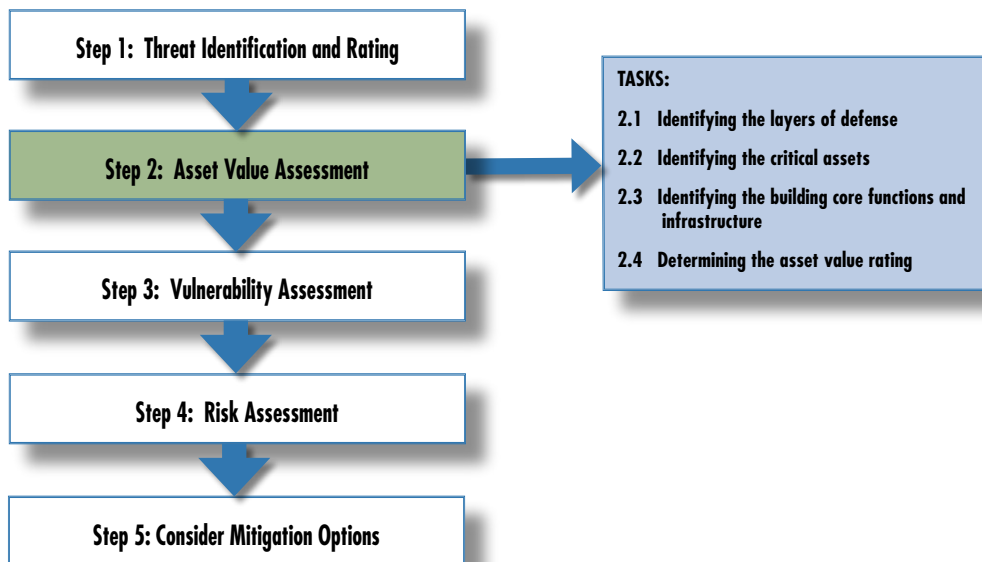 Step 1: Threat Identification and Rating
Step 2: Asset Value Assessment
Step 3: Vulnerability Assessment
Step 4: Risk Assessment
Step 5: Consider Mitigation Options
TASKS:
2.1 Identifying the layers of defense
2.2 Identifying the critical assets
2.3 Identifying the building core functions and
infrastructure
2.4 Determining the asset value rating